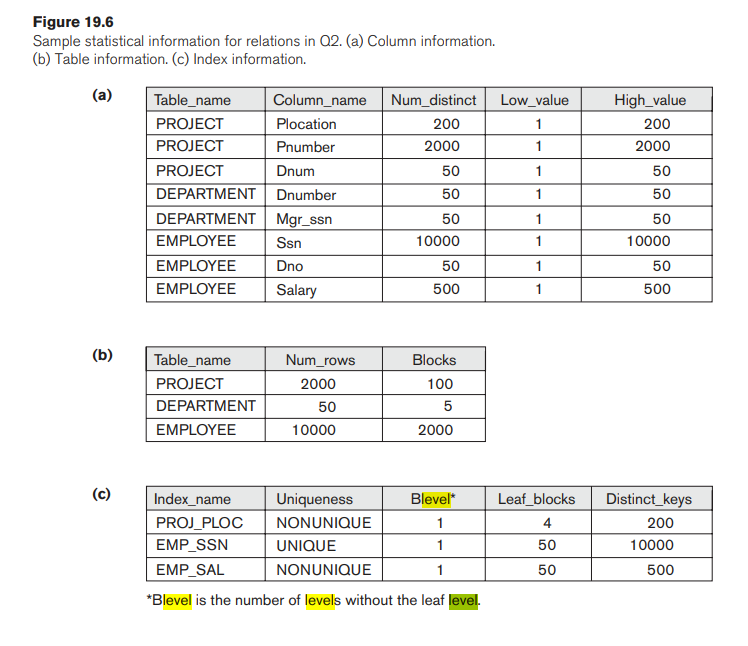 Figure 19.6
Sample statistical information for relations in Q2. (a) Column information.
(b) Table information. (c) Index information.
(a)
Table_name Column_name Num_distinct Low_value High_value
PROJECT Plocation 200 1 200
PROJECT Pnumber 2000 1 2000
PROJECT Dnum 50 1 50
DEPARTMENT Dnumber 50 1 50
DEPARTMENT Mgr_ssn 50 1 50
EMPLOYEE Ssn 10000 1 10000
EMPLOYEE Dno 50 1 50
EMPLOYEE Salary 500 1 500
(b)
Table_name Num_rows Blocks
PROJECT 2000 100
DEPARTMENT 50 5
EMPLOYEE 10000 2000
(c)
Index_name Uniqueness Blevel* Leaf_blocks Distinct_keys
PROJ_PLOC NONUNIQUE 1 4 200
EMP_SSN UNIQUE 1 50 10000
EMP_SAL NONUNIQUE 1 50 500
*Blevel is the number of levels without the leaf level.